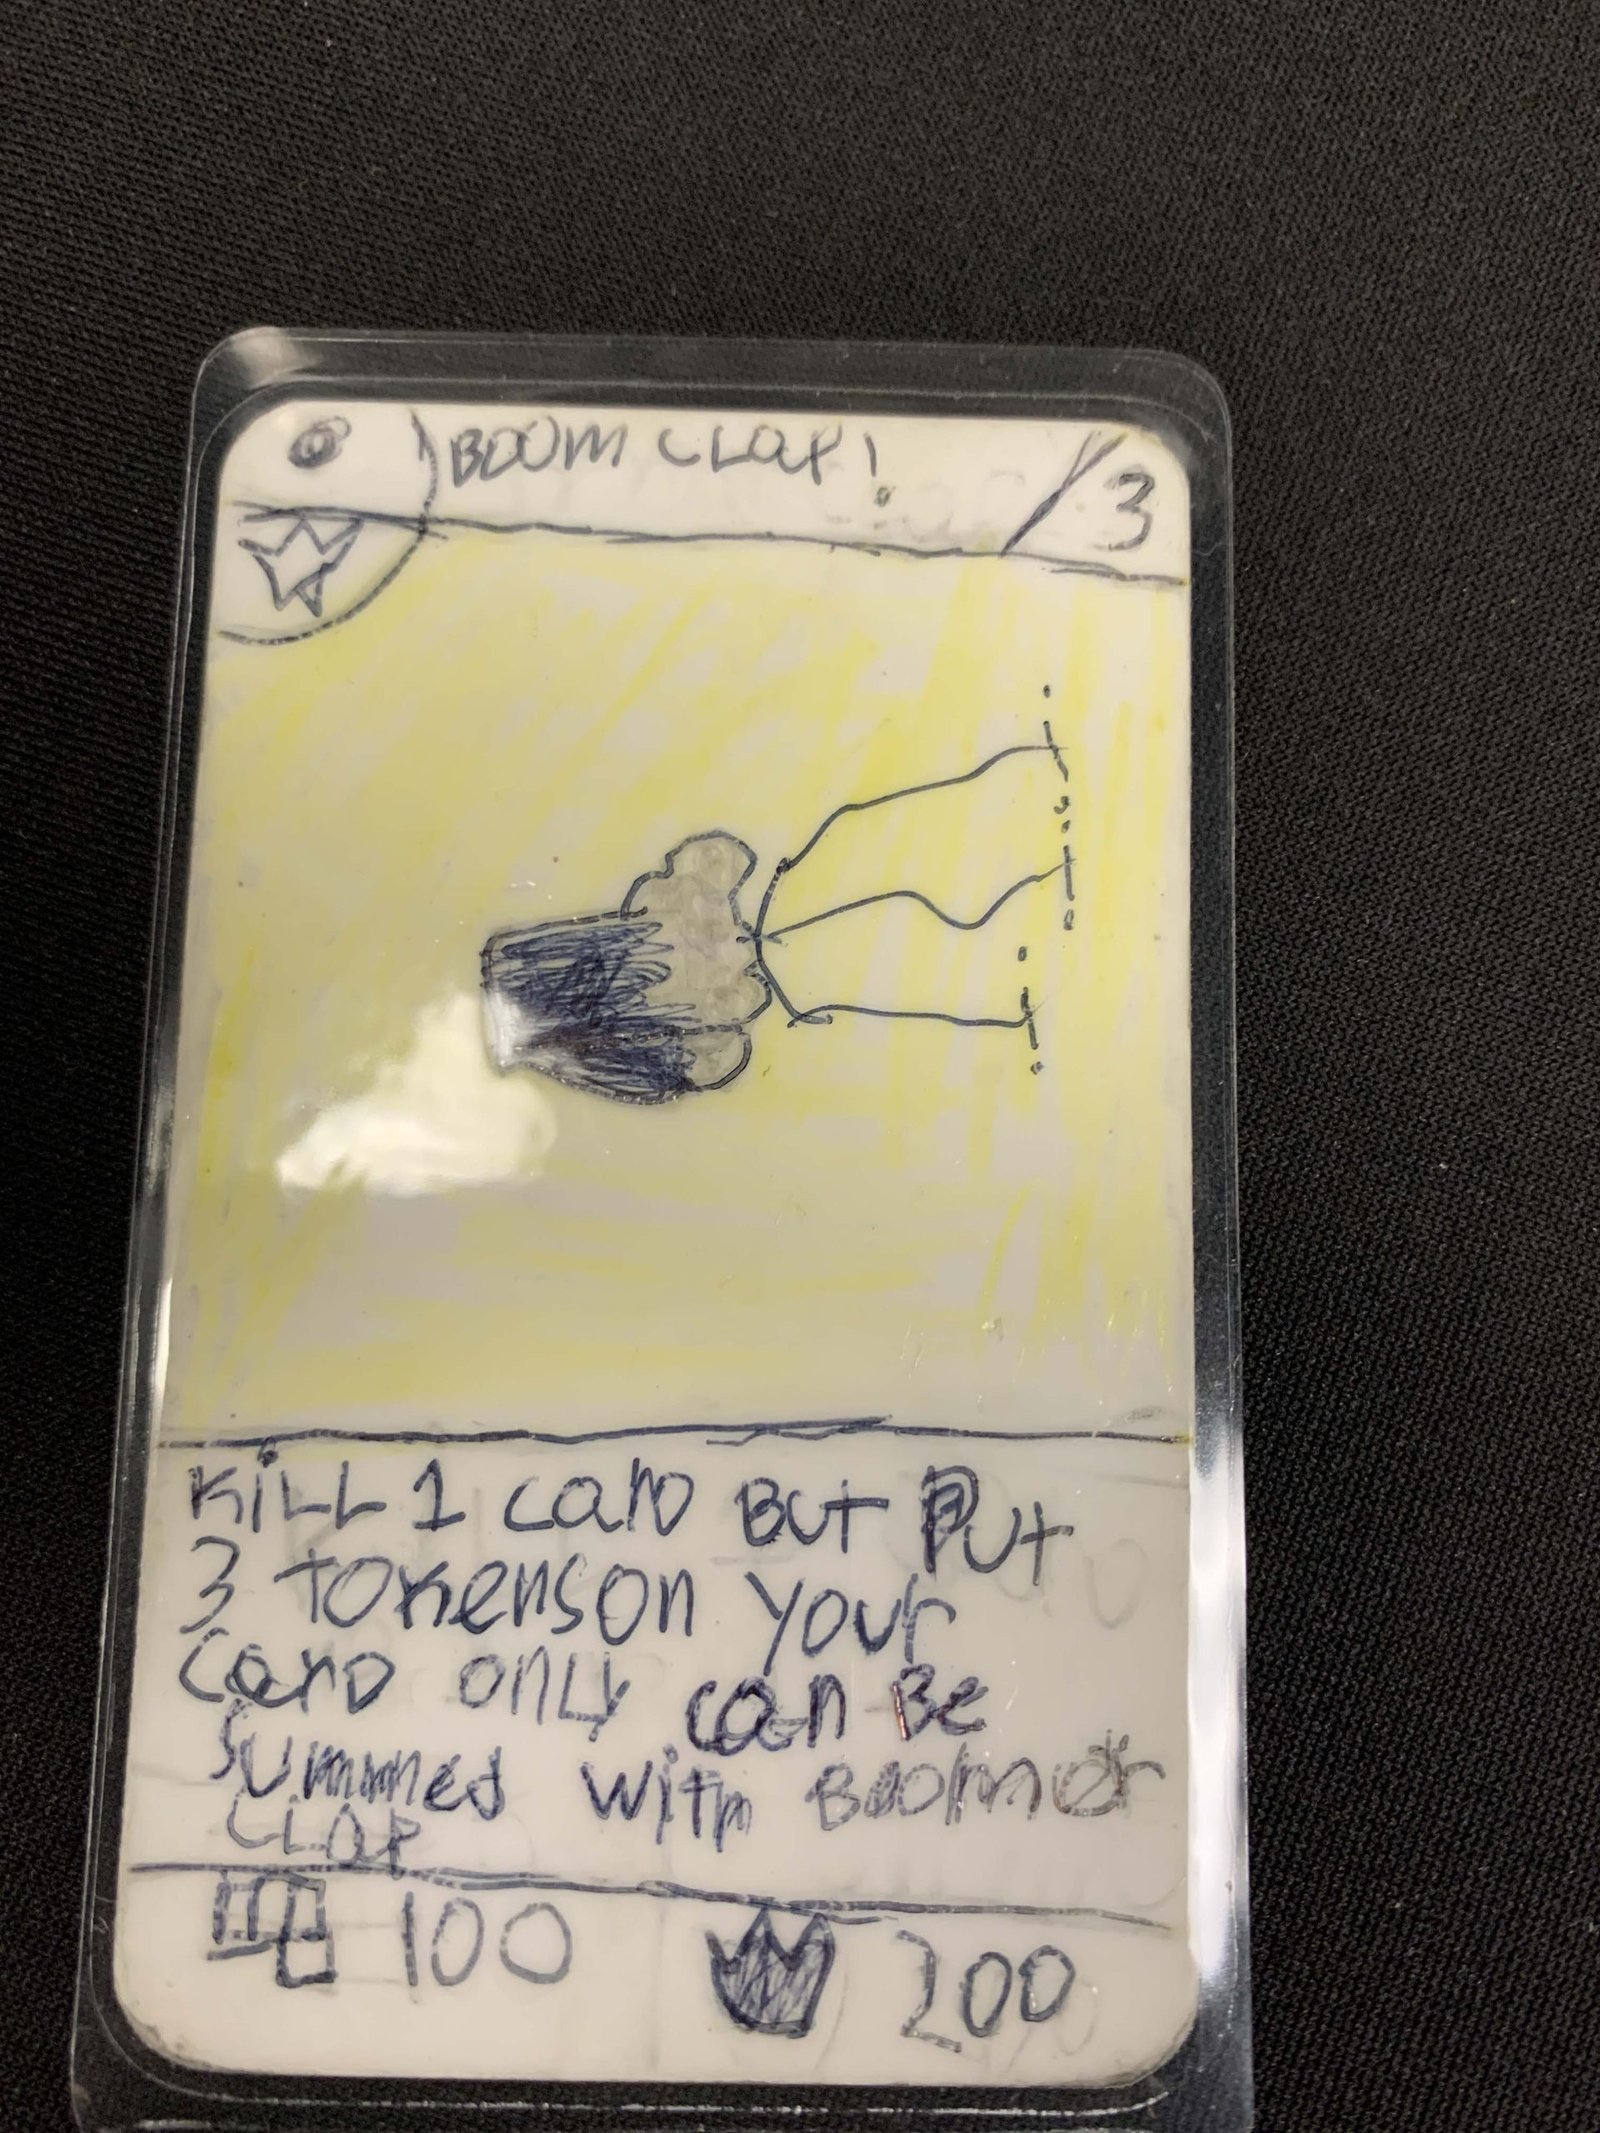 BOOM CLAP! /3
KiLL 1 CarD BUT PUT
3 TOKENSON YOUr
CarD ONLY CaN Be
SUMMNED WiTh BOOMEr
CLAP
100 200